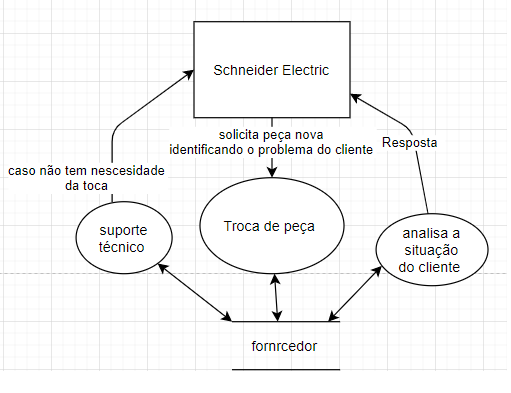 Schneider Electric
solicita peça nova
identificando o problema do cliente
Resposta
caso não tem nescesidade
da toca
suporte
técnico
Troca de peça
analisa a
situação
do cliente
fornrcedor